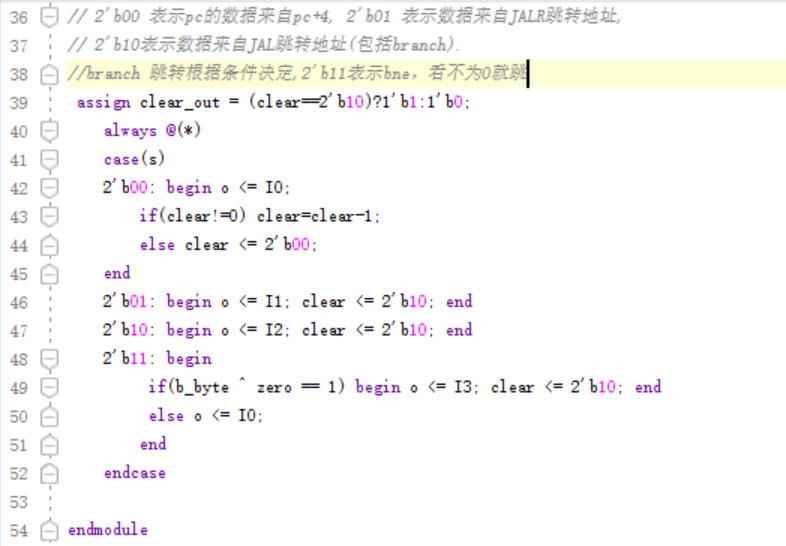 36 // 2'b00 表示pc的数据来自pc+4, 2'b01 表示数据来自JALR跳转地址,
37 // 2'b10表示数据来自JAL跳转地址(包括branch).
38 //branch 跳转根据条件决定,2'b11表示bne，看不为0就跳
39 assign clear_out = (clear==2'b10)?1'b1:1'b0;
40 always @(*)
41 case(s)
42 2'b00: begin o <= I0;
43 if(clear!=0) clear=clear-1;
44 else clear <= 2'b00;
45 end
46 2'b01: begin o <= I1; clear <= 2'b10; end
47 2'b10: begin o <= I2; clear <= 2'b10; end
48 2'b11: begin
49 if(b_byte ^ zero == 1) begin o <= I3; clear <= 2'b10; end
50 else o <= I0;
51 end
52 endcase
53
54 endmodule